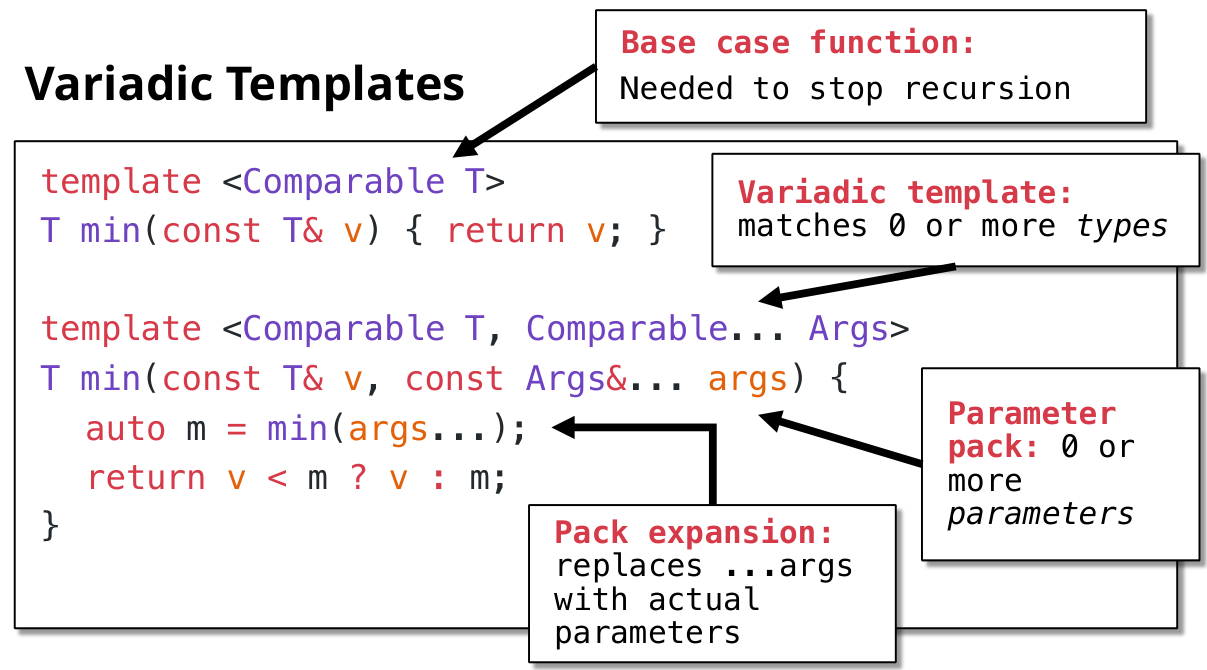 Variadic Templates
Base case function:
Needed to stop recursion
template <Comparable T>
T min(const T& v) { return v; }
Variadic template:
matches 0 or more types
template <Comparable T, Comparable... Args>
T min(const T& v, const Args&... args) {
auto m = min(args...);
return v < m ? v : m;
}
Parameter
pack: 0 or
more
parameters
Pack expansion:
replaces ...args
with actual
parameters